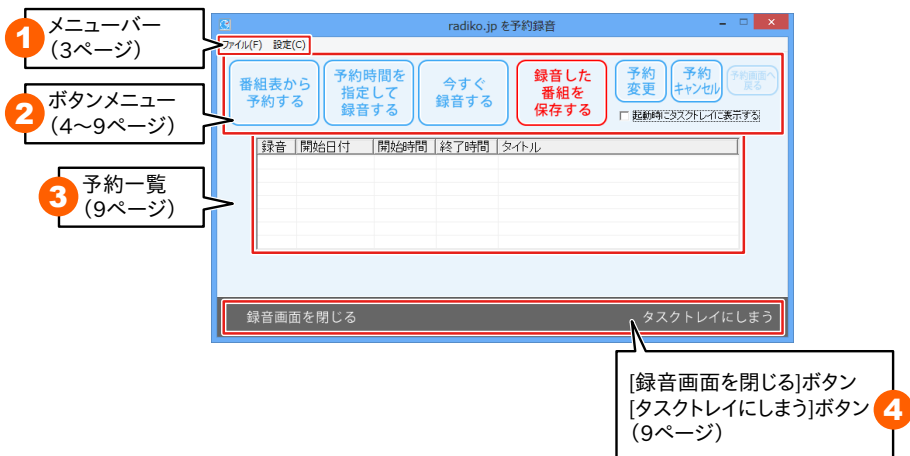 1
メニューバー
（3ページ）
2
ボタンメニュー
（4〜9ページ）
3
予約一覧
（9ページ）
radiko.jp を予約録音
ファイル(F) 設定(C)
番組表から
予約する
予約時間を
指定して
録音する
今すぐ
録音する
録音した
番組を
保存する
予約
変更
予約
キャンセル
予約画面へ
戻る
起動時にタスクトレイに表示する
録音 開始日付 開始時間 終了時間 タイトル
録音画面を閉じる タスクトレイにしまう
[録音画面を閉じる]ボタン
[タスクトレイにしまう]ボタン
（9ページ）
4